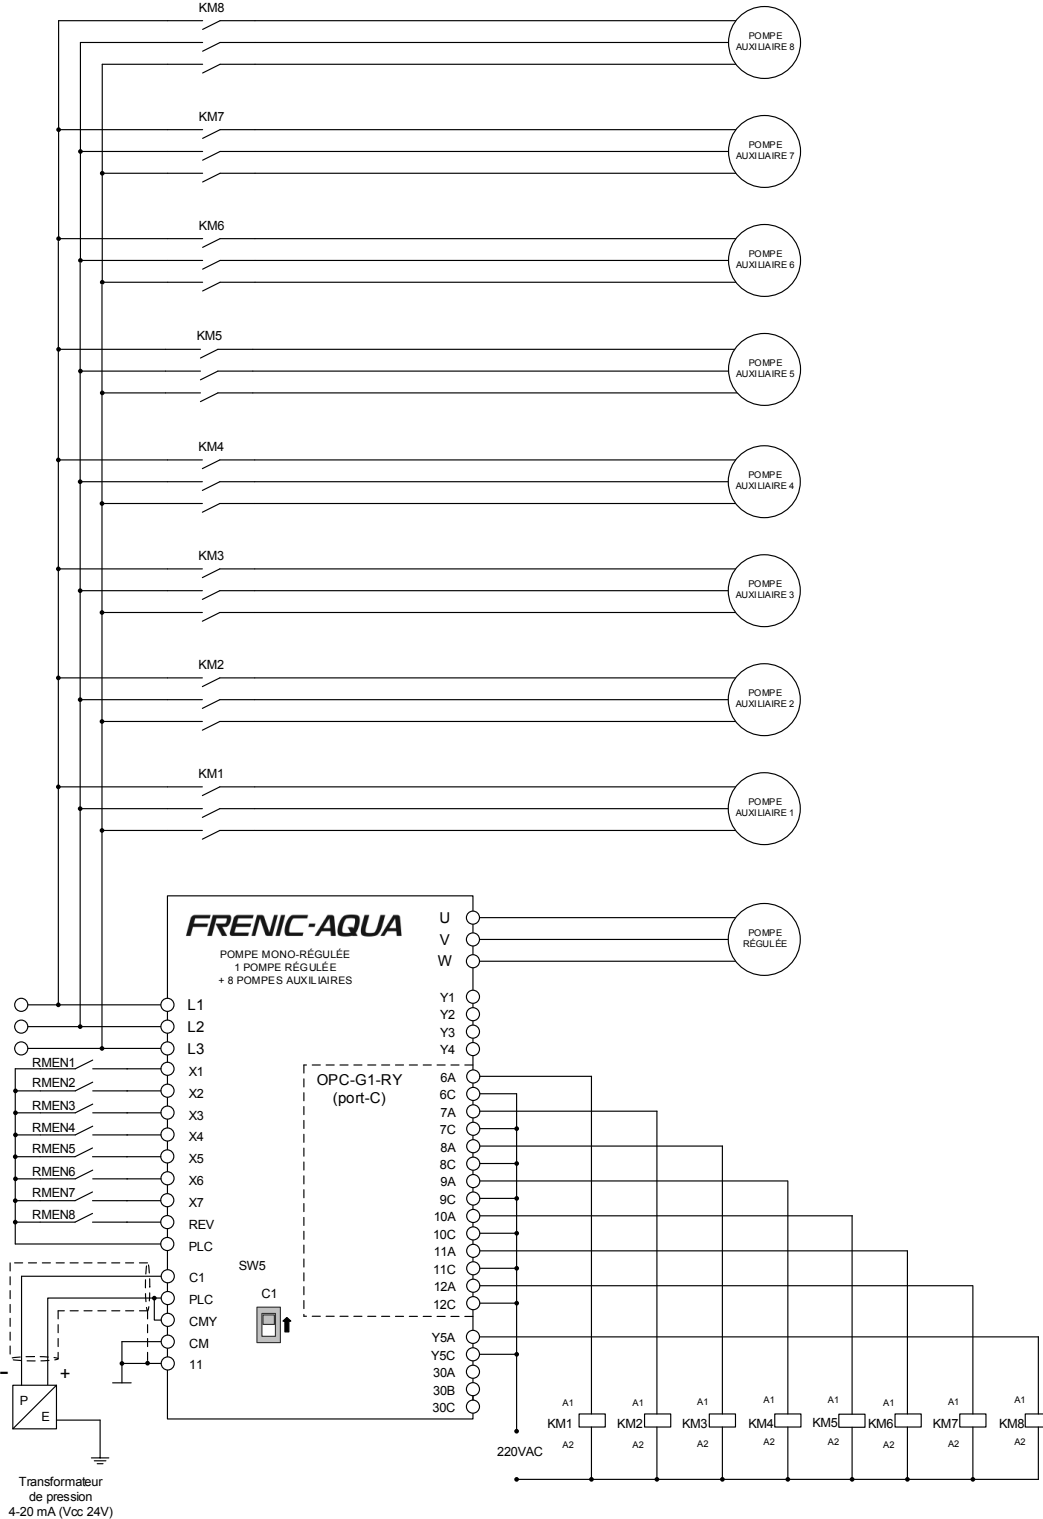 KM8
POMPE
AUXILIAIRE 8
KM7
POMPE
AUXILIAIRE 7
KM6
POMPE
AUXILIAIRE 6
KM5
POMPE
AUXILIAIRE 5
KM4
POMPE
AUXILIAIRE 4
KM3
POMPE
AUXILIAIRE 3
KM2
POMPE
AUXILIAIRE 2
KM1
POMPE
AUXILIAIRE 1
FRENIC-AQUA
POMPE MONO-RÉGULÉE
1 POMPE RÉGULÉE
+ 8 POMPES AUXILIAIRES
U
V
W
POMPE
RÉGULÉE
Y1
Y2
Y3
Y4
L1
L2
L3
RMEN1
X1
RMEN2
X2
RMEN3
X3
RMEN4
X4
RMEN5
X5
RMEN6
X6
RMEN7
X7
RMEN8
REV
PLC
C1
PLC
CMY
CM
11
OPC-G1-RY
(port-C)
6A
6C
7A
7C
8A
8C
9A
9C
10A
10C
11A
11C
12A
12C
SW5
C1
Y5A
Y5C
30A
30B
30C
- +
P
E
Transformateur
de pression
4-20 mA (Vcc 24V)
220VAC
A1 A1 A1 A1 A1 A1 A1 A1
KM1 KM2 KM3 KM4 KM5 KM6 KM7 KM8
A2 A2 A2 A2 A2 A2 A2 A2